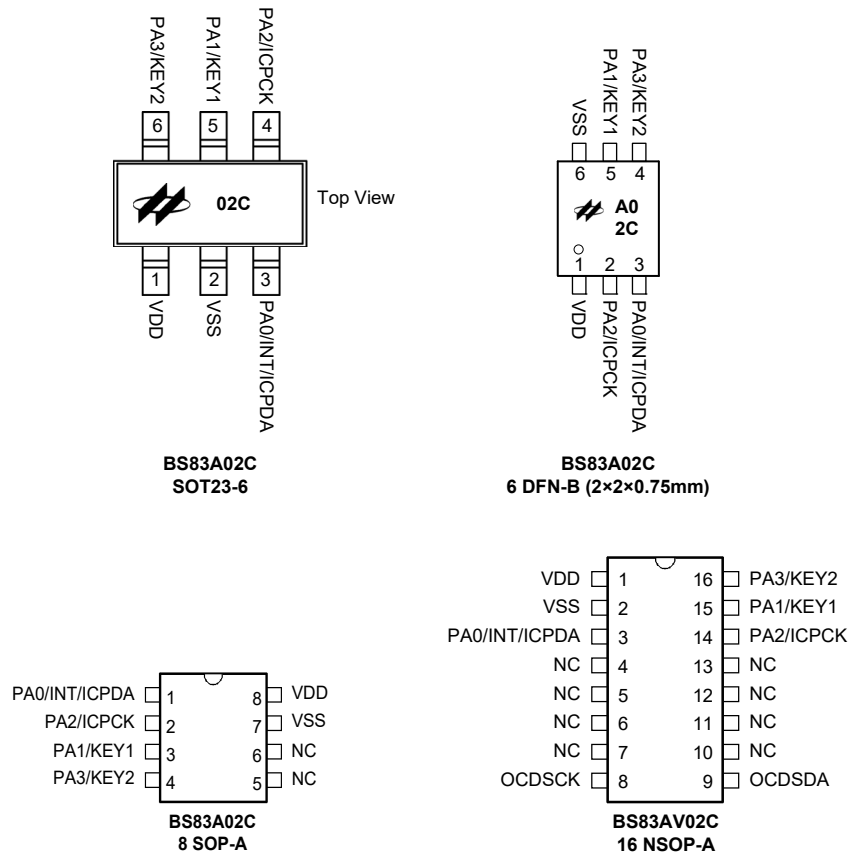 PA3/KEY2
PA1/KEY1
PA2/ICPCK
6
5
4
02C
Top View
1
2
3
VDD
VSS
PA0/INT/ICPDA
BS83A02C
SOT23-6
VSS
PA1/KEY1
PA3/KEY2
6
5
4
A0
2C
1
2
3
VDD
PA2/ICPCK
PA0/INT/ICPDA
BS83A02C
6 DFN-B (2×2×0.75mm)
PA0/INT/ICPDA 1 8 VDD
PA2/ICPCK 2 7 VSS
PA1/KEY1 3 6 NC
PA3/KEY2 4 5 NC
BS83A02C
8 SOP-A
VDD 1 16 PA3/KEY2
VSS 2 15 PA1/KEY1
PA0/INT/ICPDA 3 14 PA2/ICPCK
NC 4 13 NC
NC 5 12 NC
NC 6 11 NC
NC 7 10 NC
OCDSCK 8 9 OCDSDA
BS83AV02C
16 NSOP-A